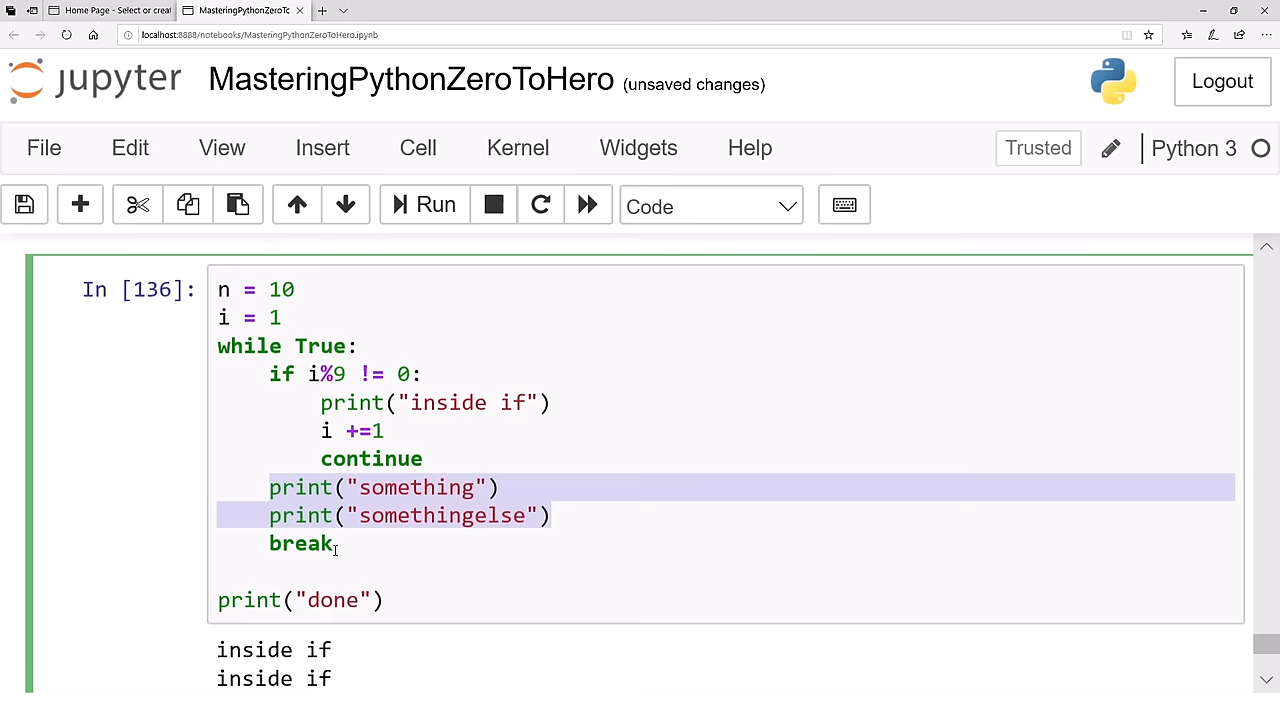 Home Page - Select or creat
MasteringPythonZeroTo
localhost:8888/notebooks/MasteringPythonZeroToHero.ipynb
jupyter MasteringPythonZeroToHero (unsaved changes)
Logout
File Edit View Insert Cell Kernel Widgets Help
Trusted Python 3
Run Code
In [136]:
n = 10
i = 1
while True:
    if i%9 != 0:
        print("inside if")
        i +=1
        continue
    print("something")
    print("somethingelse")
    break
print("done")
inside if
inside if